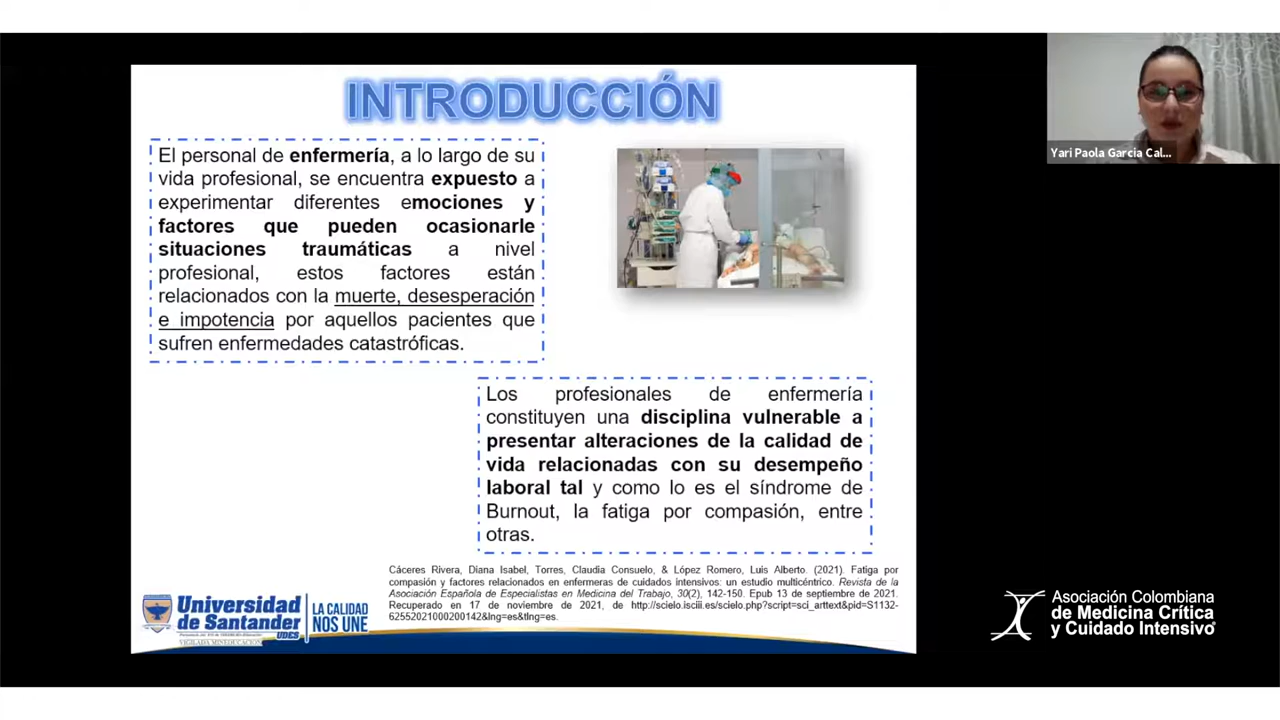 INTRODUCCIÓN
El personal de enfermería, a lo largo de su
vida profesional, se encuentra expuesto a
experimentar diferentes emociones y
factores que pueden ocasionarle
situaciones traumáticas a nivel
profesional, estos factores están
relacionados con la muerte, desesperación
e impotencia por aquellos pacientes que
sufren enfermedades catastróficas.
Los profesionales de enfermería
constituyen una disciplina vulnerable a
presentar alteraciones de la calidad de
vida relacionadas con su desempeño
laboral tal y como lo es el síndrome de
Burnout, la fatiga por compasión, entre
otras.
Cáceres Rivera, Diana Isabel, Torres, Claudia Consuelo, & López Romero, Luis Alberto. (2021). Fatiga por
compasión y factores relacionados en enfermeras de cuidados intensivos: un estudio multicéntrico. Revista de la
Asociación Española de Especialistas en Medicina del Trabajo, 30(2), 142-150. Epub 13 de septiembre de 2021.
Recuperado en 17 de noviembre de 2021, de http://scielo.isciii.es/scielo.php?script=sci_arttext&pid=S1132-
62552021000200142&lng=es&tlng=es.
Universidad
de Santander
UDES
VIGILADA MINEDUCACIÓN
LA CALIDAD
NOS UNE
Yari Paola Garcia Cal...
Asociación Colombiana
de Medicina Crítica
y Cuidado Intensivo